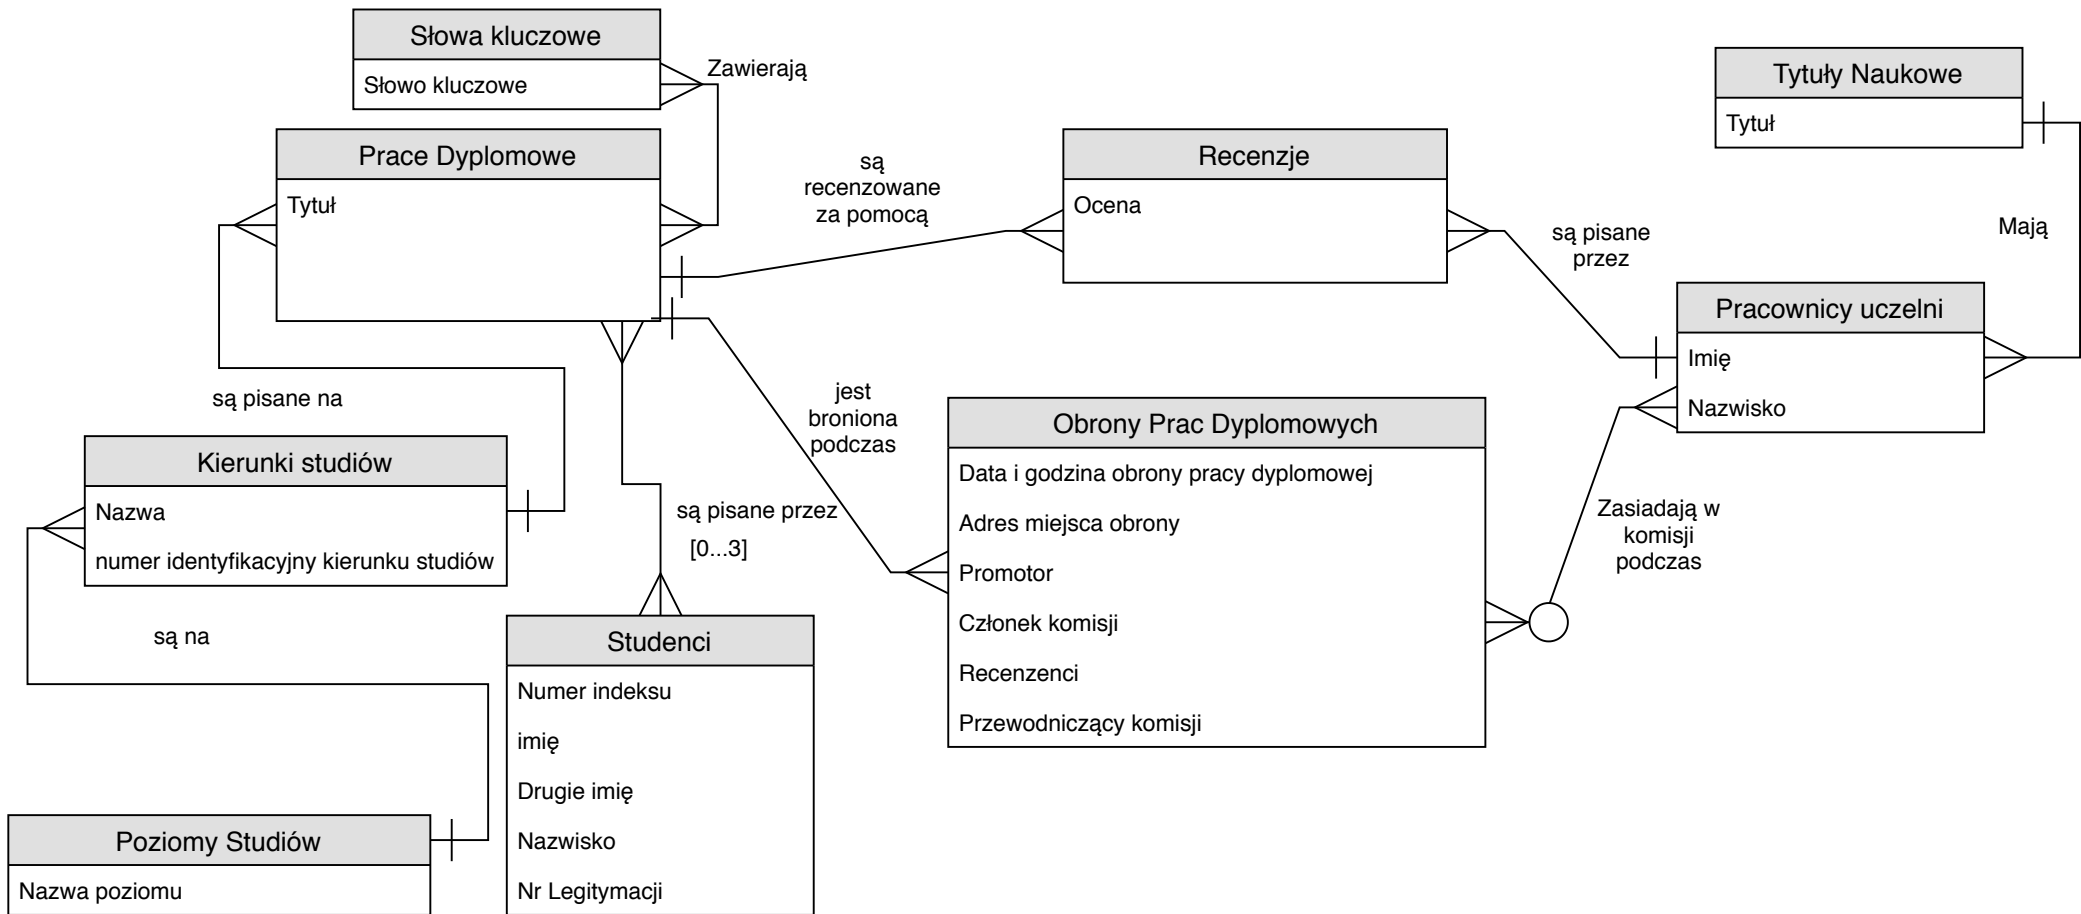 Słowa kluczowe
Słowo kluczowe
Zawierają
Tytuły Naukowe
Tytuł
Prace Dyplomowe
Tytuł
są
recenzowane
za pomocą
Recenzje
Ocena
są pisane
przez
Mają
Pracownicy uczelni
Imię
Nazwisko
są pisane na
jest
broniona
podczas
Obrony Prac Dyplomowych
Data i godzina obrony pracy dyplomowej
Adres miejsca obrony
Promotor
Członek komisji
Recenzenci
Przewodniczący komisji
Zasiadają w
komisji
podczas
Kierunki studiów
Nazwa
numer identyfikacyjny kierunku studiów
są pisane przez
[0...3]
są na
Studenci
Numer indeksu
imię
Drugie imię
Nazwisko
Nr Legitymacji
Poziomy Studiów
Nazwa poziomu